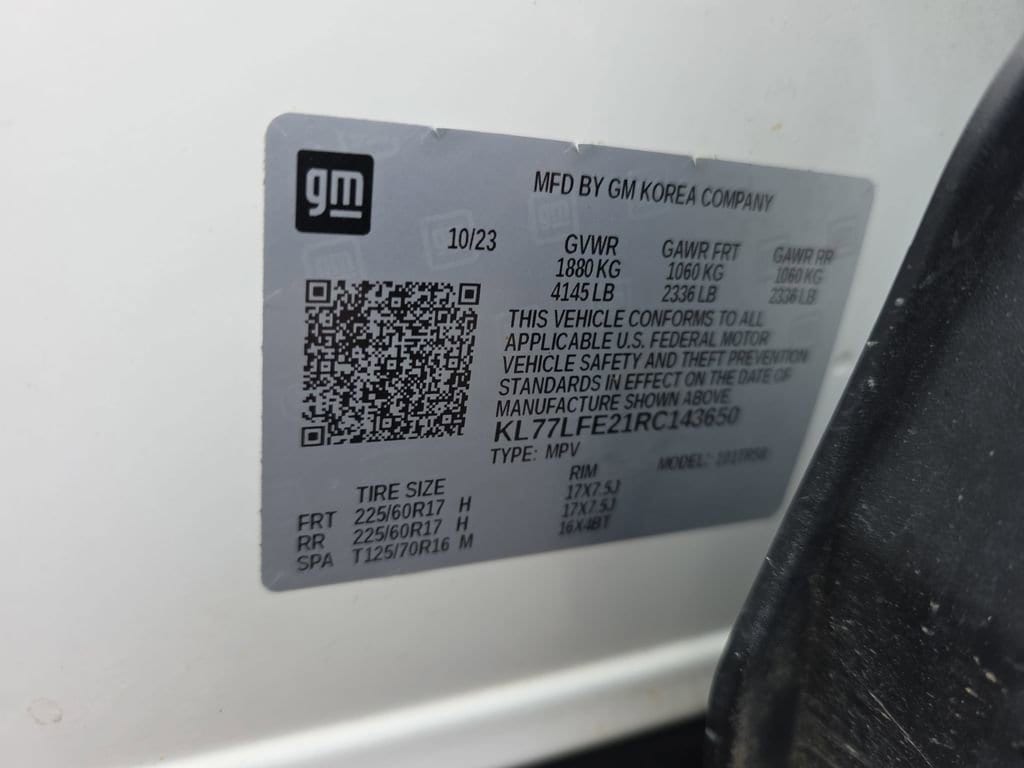 gm
MFD BY GM KOREA COMPANY
10/23
GVWR GAWR FRT GAWR RR
1880 KG 1060 KG 1060 KG
4145 LB 2336 LB 2336 LB
THIS VEHICLE CONFORMS TO ALL
APPLICABLE U.S. FEDERAL MOTOR
VEHICLE SAFETY AND THEFT PREVENTION
STANDARDS IN EFFECT ON THE DATE OF
MANUFACTURE SHOWN ABOVE.
KL77LFE21RC143650
TYPE: MPV MODEL:
TIRE SIZE RIM
FRT 225/60R17 H 17X7.5J
RR 225/60R17 H 17X7.5J
SPA T125/70R16 M 16X4BT